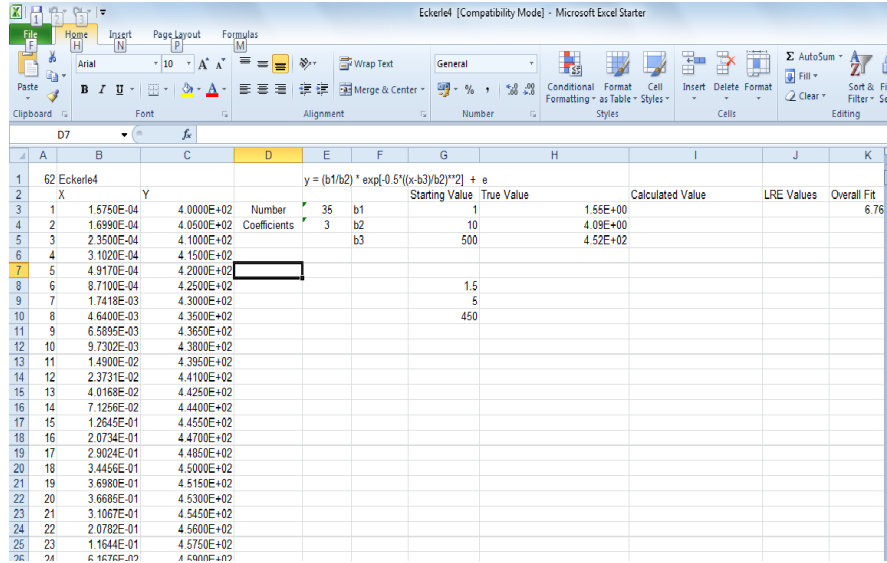 Eckerle4 [Compatibility Mode] - Microsoft Excel Starter
1 2 3
File Home Insert Page Layout Formulas
F H N P M
Arial 10 A A Wrap Text General Σ AutoSum
Fill
Paste B I U A Merge & Center % , Conditional Format Cell Insert Delete Format Clear Sort &
Formatting as Table Styles Filter
Clipboard Font Alignment Number Styles Cells Editing
D7 fx
A B C D E F G H I J K
1 62 Eckerle4 y = (b1/b2) * exp[-0.5*((x-b3)/b2)**2] + e
2 X Y Starting Value True Value Calculated Value LRE Values Overall Fit
3 1 1.5750E-04 4.0000E+02 Number 35 b1 1 1.55E+00 6.76
4 2 1.6990E-04 4.0500E+02 Coefficients 3 b2 10 4.09E+00
5 3 2.3500E-04 4.1000E+02 b3 500 4.52E+02
6 4 3.1020E-04 4.1500E+02
7 5 4.9170E-04 4.2000E+02
8 6 8.7100E-04 4.2500E+02 1.5
9 7 1.7418E-03 4.3000E+02 5
10 8 4.6400E-03 4.3500E+02 450
11 9 6.5895E-03 4.3650E+02
12 10 9.7302E-03 4.3800E+02
13 11 1.4900E-02 4.3950E+02
14 12 2.3731E-02 4.4100E+02
15 13 4.0168E-02 4.4250E+02
16 14 7.1256E-02 4.4400E+02
17 15 1.2645E-01 4.4550E+02
18 16 2.0734E-01 4.4700E+02
19 17 2.9024E-01 4.4850E+02
20 18 3.4456E-01 4.5000E+02
21 19 3.6980E-01 4.5150E+02
22 20 3.6685E-01 4.5300E+02
23 21 3.1067E-01 4.5450E+02
24 22 2.0782E-01 4.5600E+02
25 23 1.1644E-01 4.5750E+02
26 24 6.1676E-02 4.5900E+02